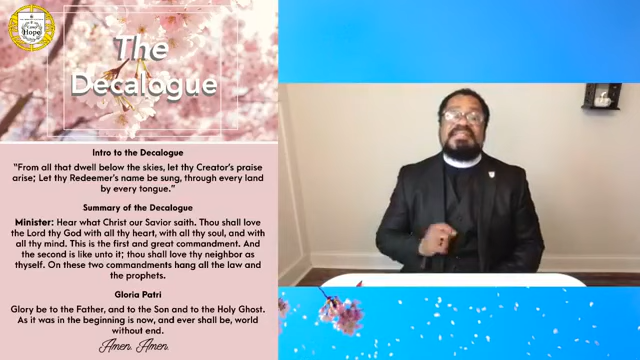 Hope
The
Decalogue
Intro to the Decalogue
"From all that dwell below the skies, let thy Creator's praise
arise; Let thy Redeemer's name be sung, through every land
by every tongue."
Summary of the Decalogue
Minister: Hear what Christ our Savior saith. Thou shall love
the Lord thy God with all thy heart, with all thy soul, and with
all thy mind. This is the first and great commandment. And
the second is like unto it; thou shall love thy neighbor as
thyself. On these two commandments hang all the law and
the prophets.
Gloria Patri
Glory be to the Father, and to the Son and to the Holy Ghost.
As it was in the beginning is now, and ever shall be, world
without end.
Amen. Amen.